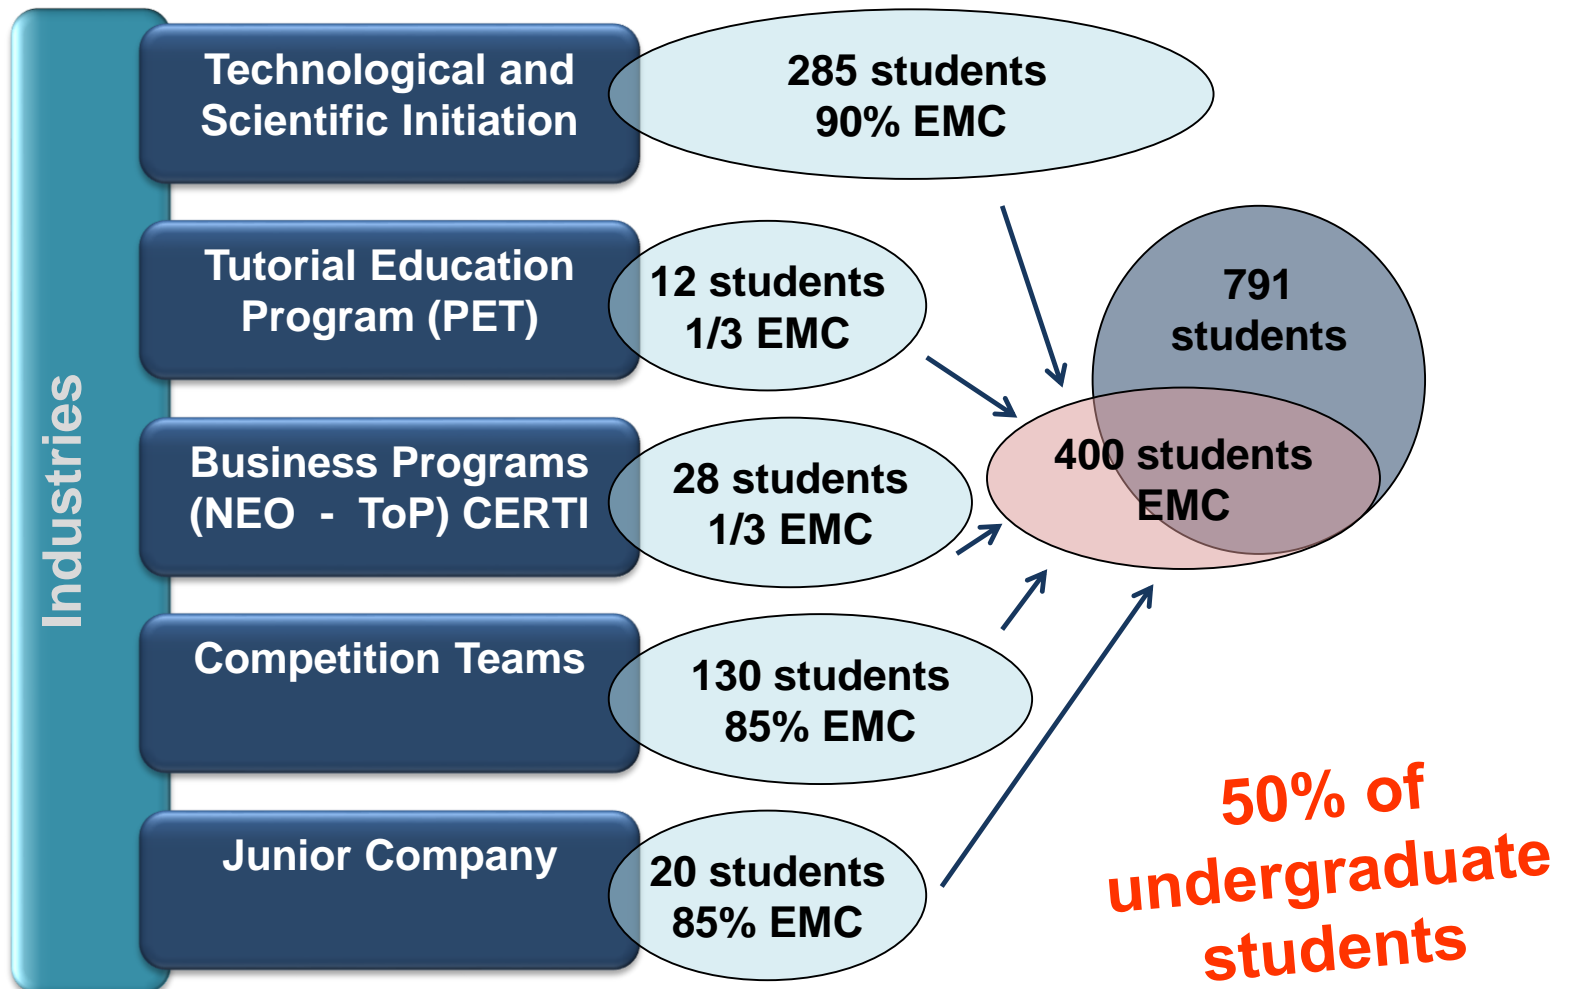 Industries
Technological and
Scientific Initiation
285 students
90% EMC
Tutorial Education
Program (PET)
12 students
1/3 EMC
Business Programs
(NEO - ToP) CERTI
28 students
1/3 EMC
Competition Teams
130 students
85% EMC
Junior Company
20 students
85% EMC
791
students
400 students
EMC
50% of
undergraduate
students